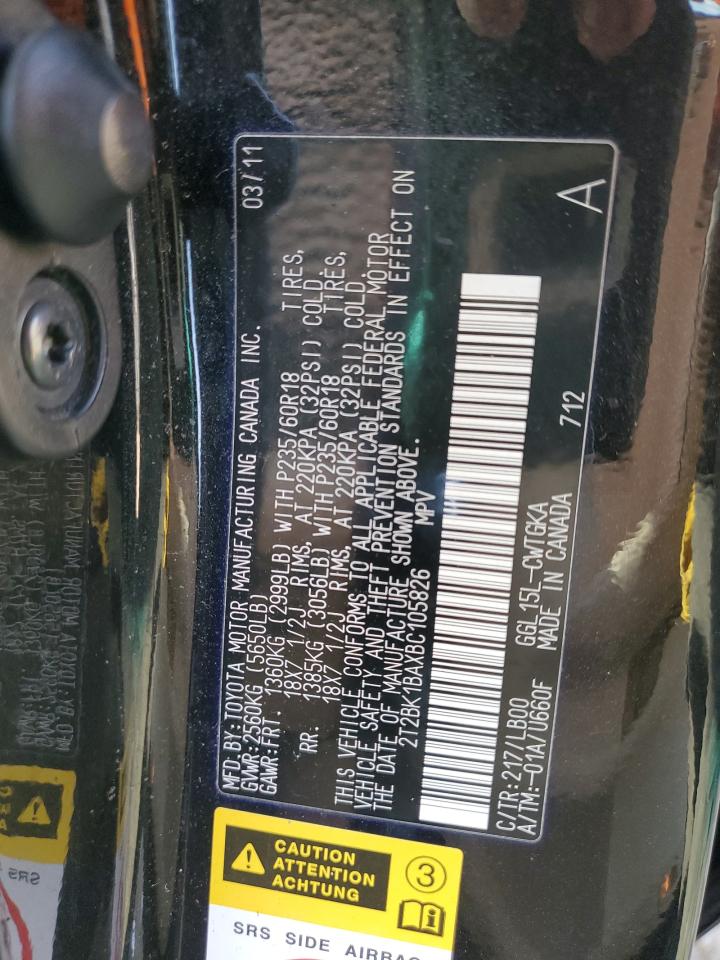 MFD. BY: TOYOTA MOTOR MANUFACTURING CANADA INC. 03/11
GVWR: 2560KG (5650LB)
GAWR: FRT 1360KG (2999LB) WITH P235/60R18 TIRES,
18X7 1/2J RIMS, AT 220KPA (32PSI) COLD
RR: 1385KG (3056LB) WITH P235/60R18 TIRES,
18X7 1/2J RIMS, AT 220KPA (32PSI) COLD.
THIS VEHICLE CONFORMS TO ALL APPLICABLE FEDERAL MOTOR
VEHICLE SAFETY, AND THEFT PREVENTION STANDARDS IN EFFECT ON
THE DATE OF MANUFACTURE SHOWN ABOVE.
2T2BK1BAXBC105826 MPV
C/TR: 217/LB00 GGL15L-CWTGKA 712 A
A/TM: -01A/U660F MADE IN CANADA
CAUTION
ATTENTION
ACHTUNG
3
SRS SIDE AIRBAG
SRS